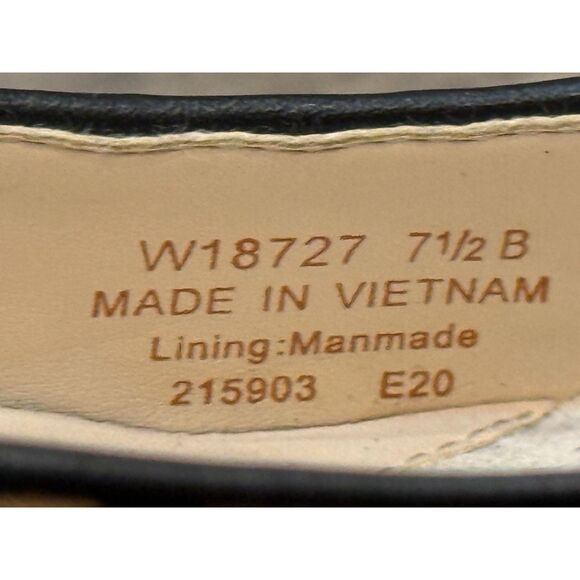 W18727 7½ B
MADE IN VIETNAM
Lining:Manmade
215903 E20